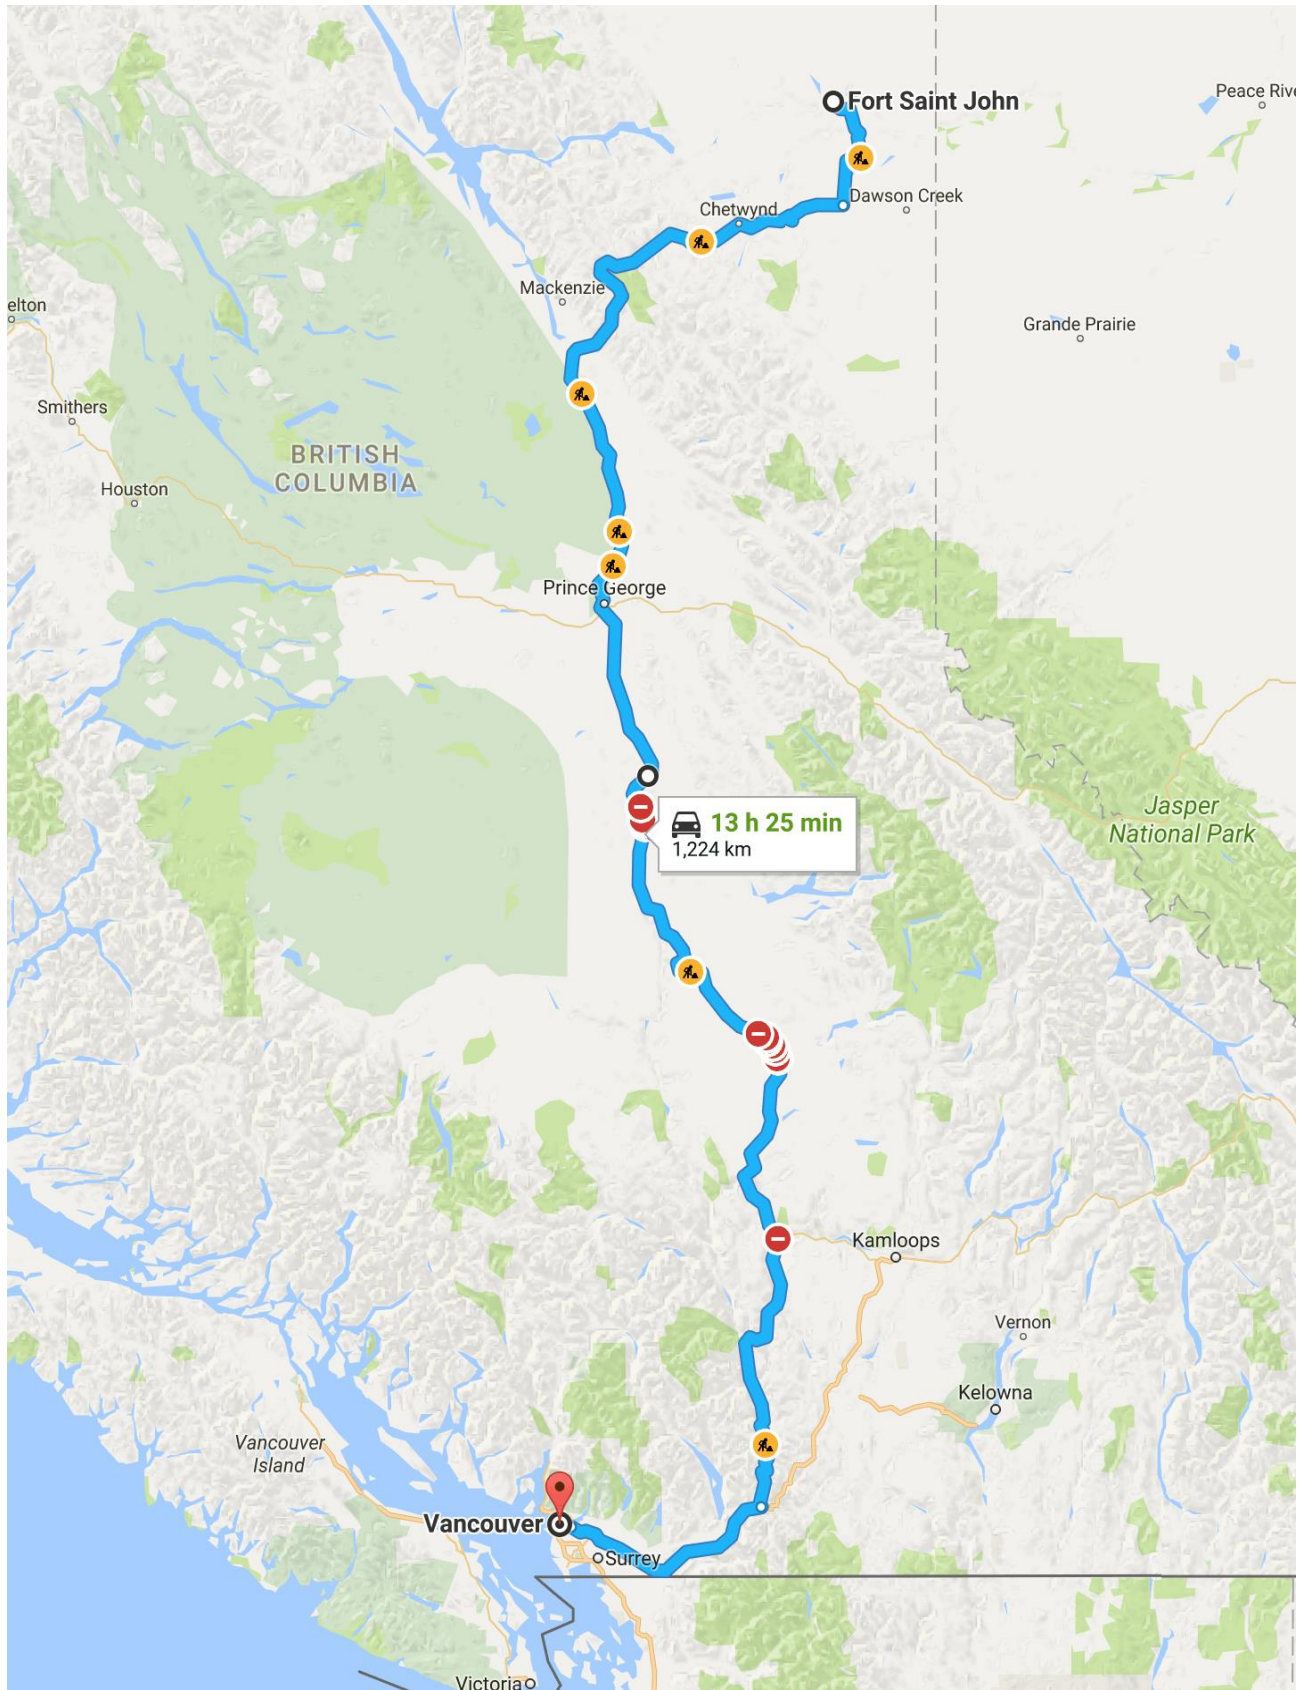 Fort Saint John
Peace Rive
Dawson Creek
Chetwynd
Mackenzie
elton
Grande Prairie
Smithers
BRITISH
COLUMBIA
Houston
Prince George
13 h 25 min
1,224 km
Jasper
National Park
Kamloops
Vernon
Kelowna
Vancouver
Island
Vancouver
Surrey
Victoria